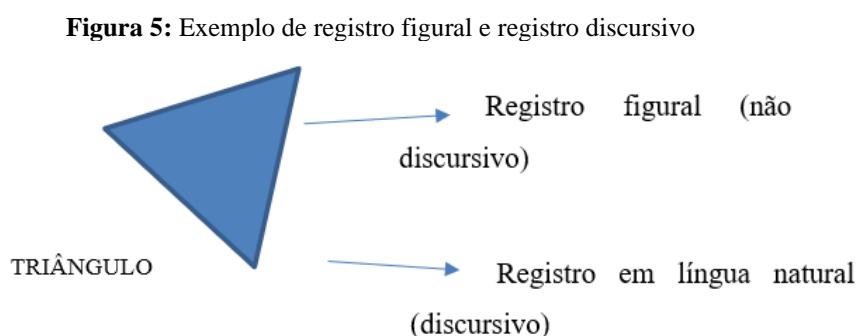 Figura 5: Exemplo de registro figural e registro discursivo
Registro figural (não
discursivo)
TRIÂNGULO
Registro em língua natural
(discursivo)